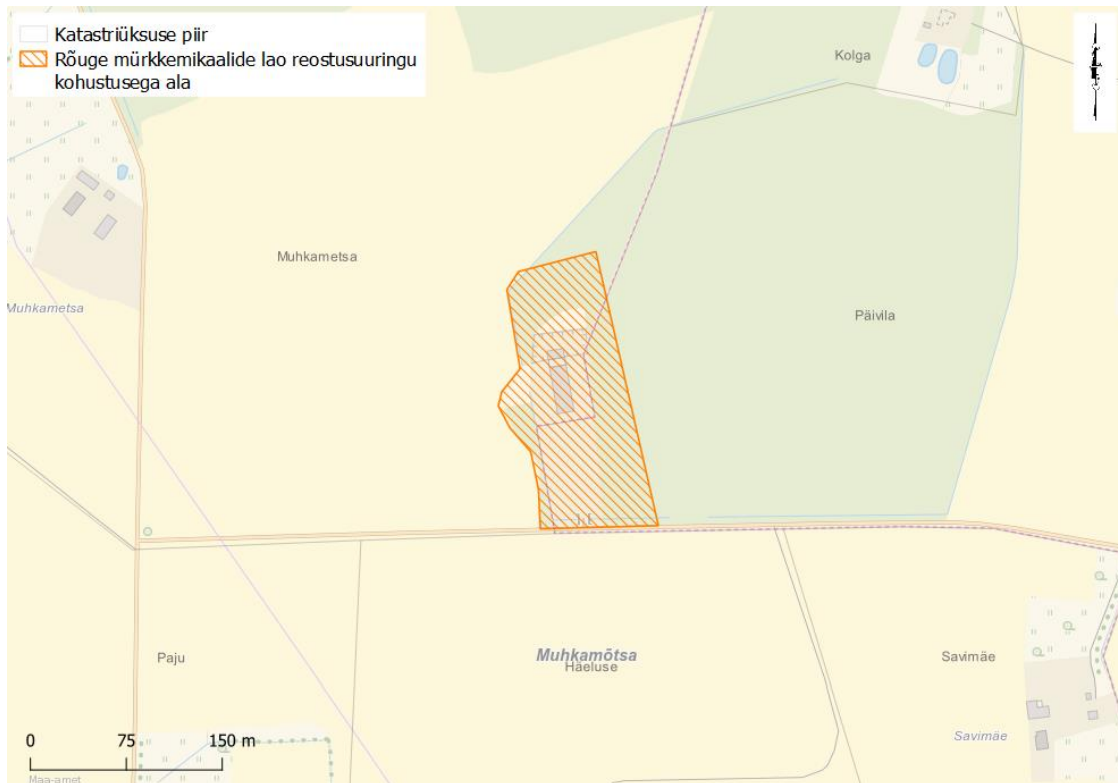 Katastriüksuse piir
Rõuge mürkkemikaalide lao reostusuuringu
kohustusega ala
Kolga
Muhkametsa
Muhkametsa
Päivila
Paju
Muhkamõtsa
Häeluse
Savimäe
Savimäe
0 75 150 m
Maa-amet